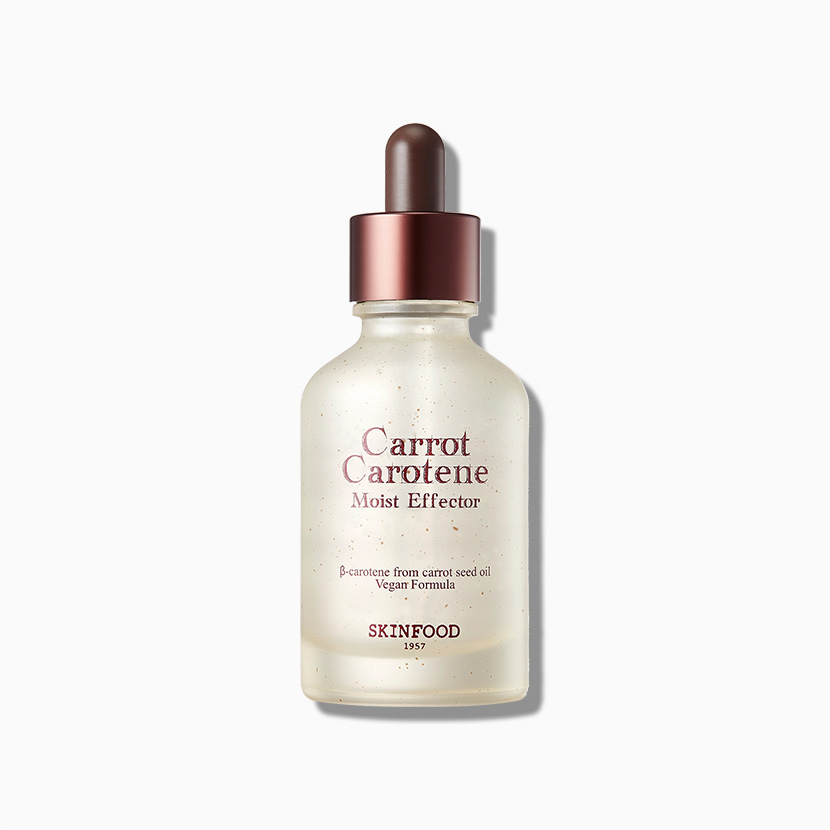 Carrot
Carotene
Moist Effector
β-carotene from carrot seed oil
Vegan Formula
SKINFOOD
1957